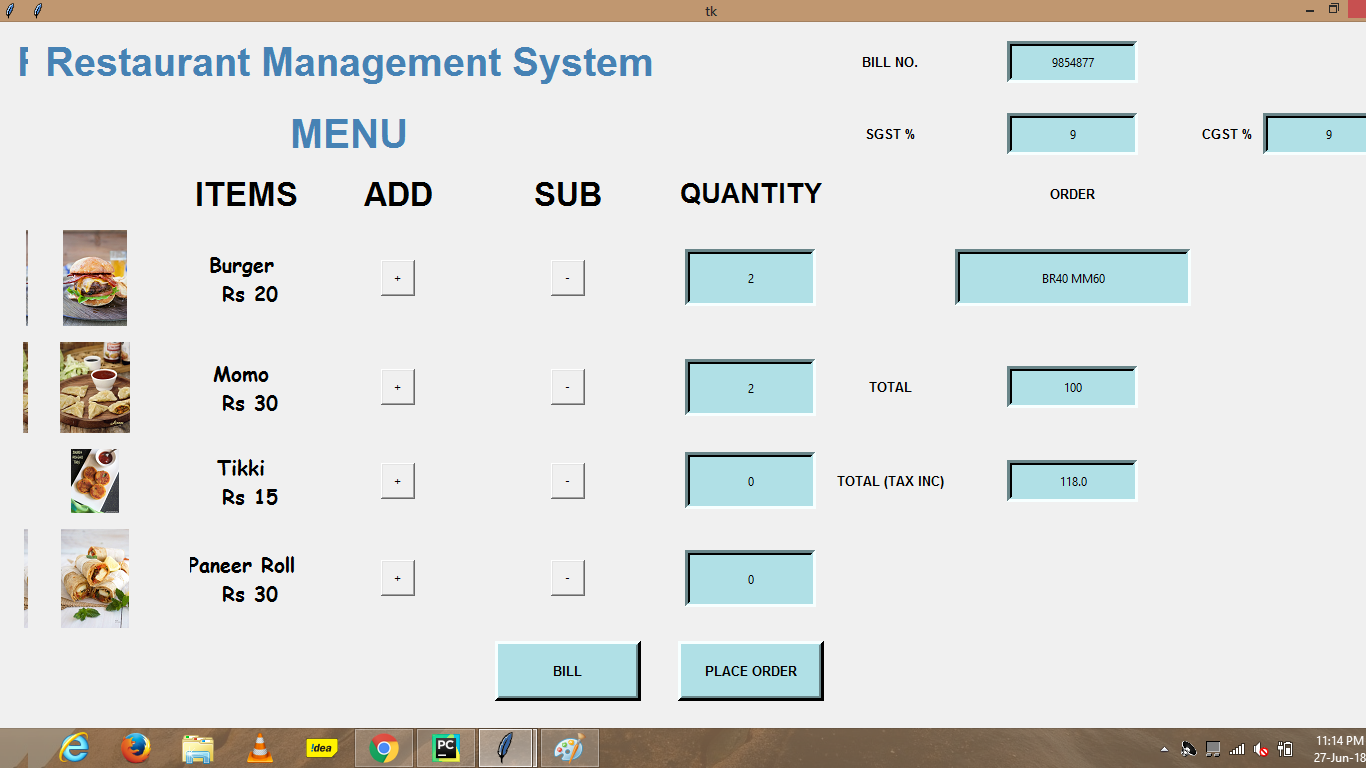 tk
Restaurant Management System
BILL NO.
9854877
MENU
SGST %
9
CGST %
9
ITEMS
ADD
SUB
QUANTITY
ORDER
Burger
Rs 20
+
-
2
BR40 MM60
Momo
Rs 30
+
-
2
TOTAL
100
Tikki
Rs 15
+
-
0
TOTAL (TAX INC)
118.0
Paneer Roll
Rs 30
+
-
0
BILL
PLACE ORDER
!dea
PC
11:14 PM
27-Jun-18